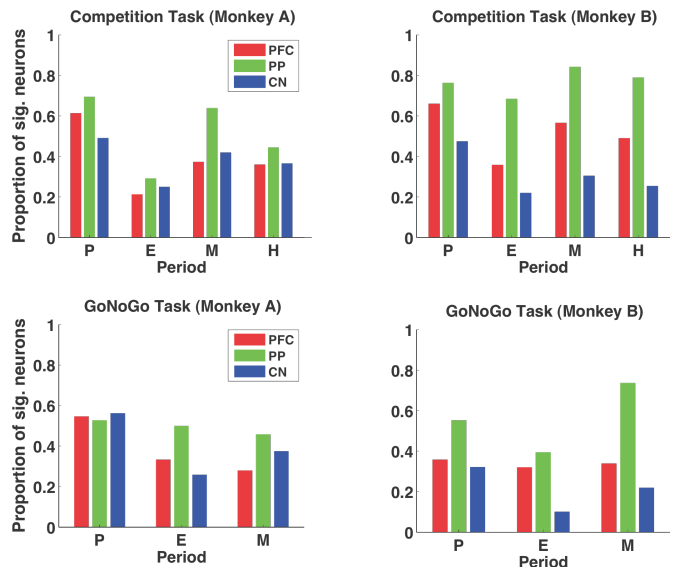 Competition Task (Monkey A)
Proportion of sig. neurons
1
0.8
0.6
0.4
0.2
0
PFC
PP
CN
P E M H
Period
Competition Task (Monkey B)
1
0.8
0.6
0.4
0.2
0
P E M H
Period
GoNoGo Task (Monkey A)
Proportion of sig. neurons
1
0.8
0.6
0.4
0.2
0
PFC
PP
CN
P E M
Period
GoNoGo Task (Monkey B)
1
0.8
0.6
0.4
0.2
0
P E M
Period